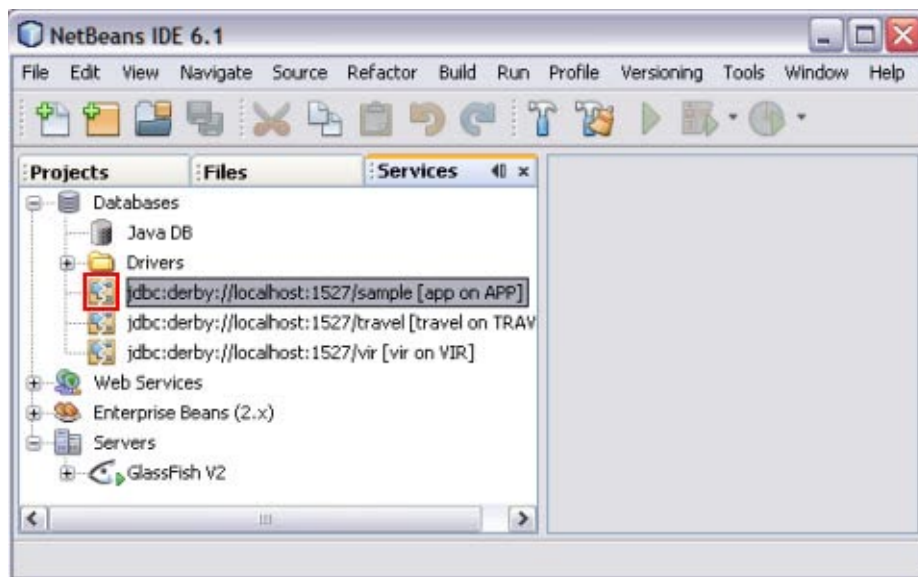 NetBeans IDE 6.1
File Edit View Navigate Source Refactor Build Run Profile Versioning Tools Window Help
Projects Files Services
Databases
Java DB
Drivers
jdbc:derby://localhost:1527/sample [app on APP]
jdbc:derby://localhost:1527/travel [travel on TRAV
jdbc:derby://localhost:1527/vir [vir on VIR]
Web Services
Enterprise Beans (2.x)
Servers
GlassFish V2